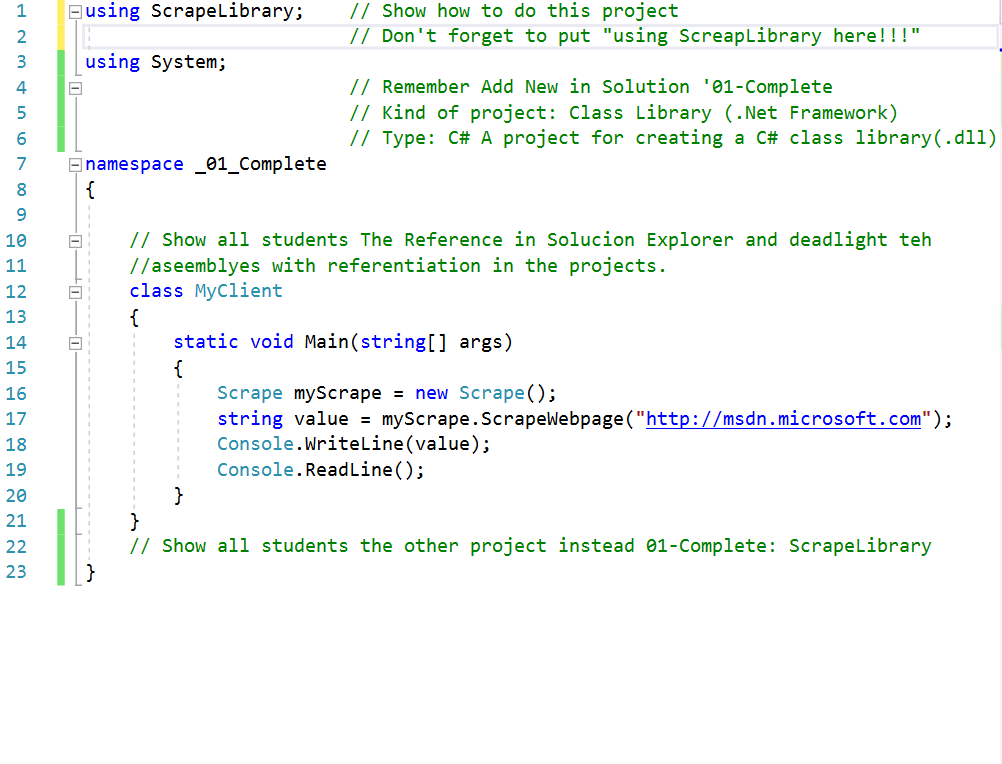 1 using ScrapeLibrary; // Show how to do this project
2 // Don't forget to put "using ScreapLibrary here!!!"
3 using System;
4 // Remember Add New in Solution '01-Complete
5 // Kind of project: Class Library (.Net Framework)
6 // Type: C# A project for creating a C# class library(.dll)
7 namespace _01_Complete
8 {
9
10 // Show all students The Reference in Solucion Explorer and deadlight teh
11 //aseemblyes with referentiation in the projects.
12 class MyClient
13 {
14 static void Main(string[] args)
15 {
16 Scrape myScrape = new Scrape();
17 string value = myScrape.ScrapeWebpage("http://msdn.microsoft.com");
18 Console.WriteLine(value);
19 Console.ReadLine();
20 }
21 }
22 // Show all students the other project instead 01-Complete: ScrapeLibrary
23 }